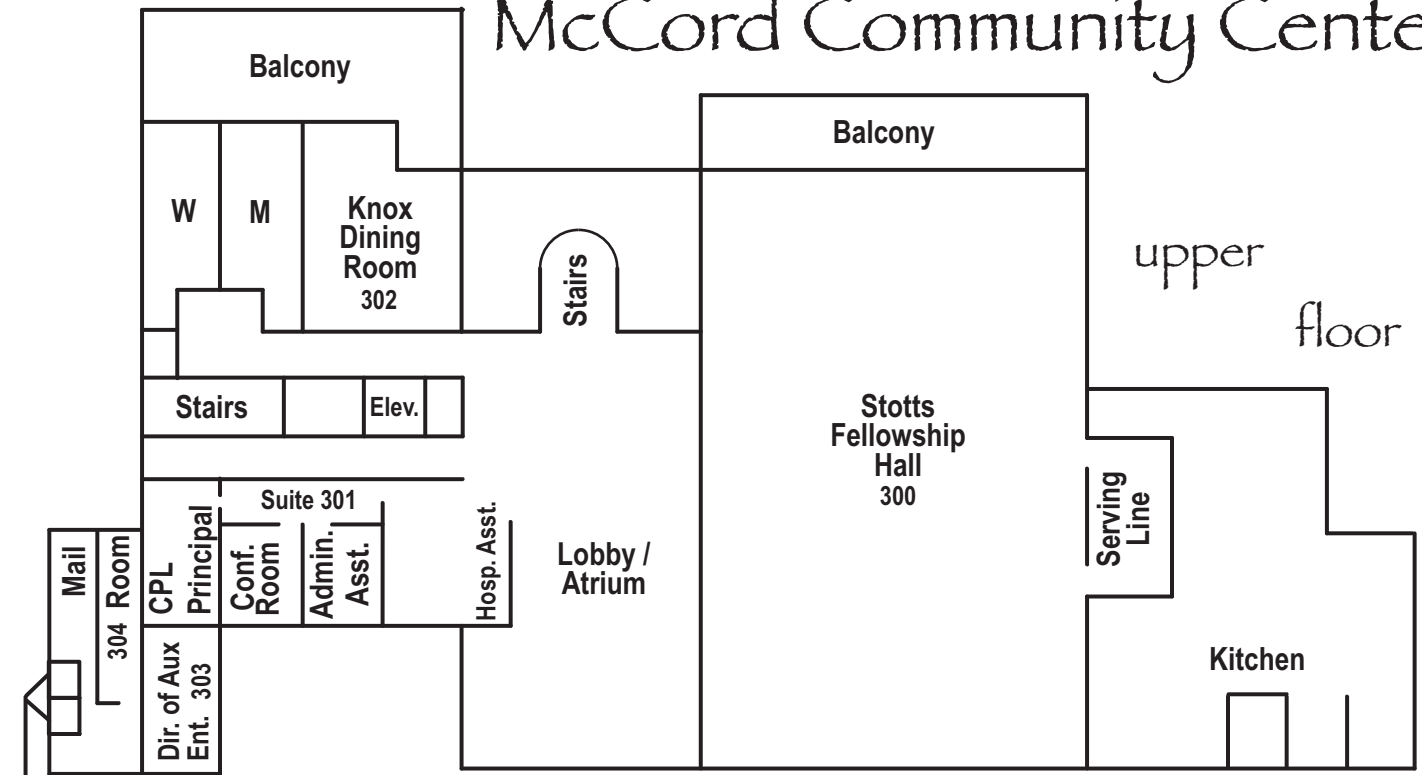 McCord Community Cente
Balcony
Balcony
W
M
Knox
Dining
Room
302
Stairs
upper
floor
Stairs
Elev.
Stotts
Fellowship
Hall
300
Suite 301
Mail
304 Room
CPL
Principal
Conf.
Room
Admin.
Asst.
Hosp. Asst.
Lobby /
Atrium
Serving
Line
Dir. of Aux
Ent. 303
Kitchen